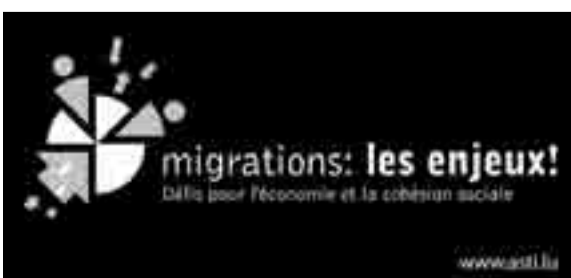 migrations: les enjeux!
Défis pour l'économie et la cohésion sociale
www.asti.lu